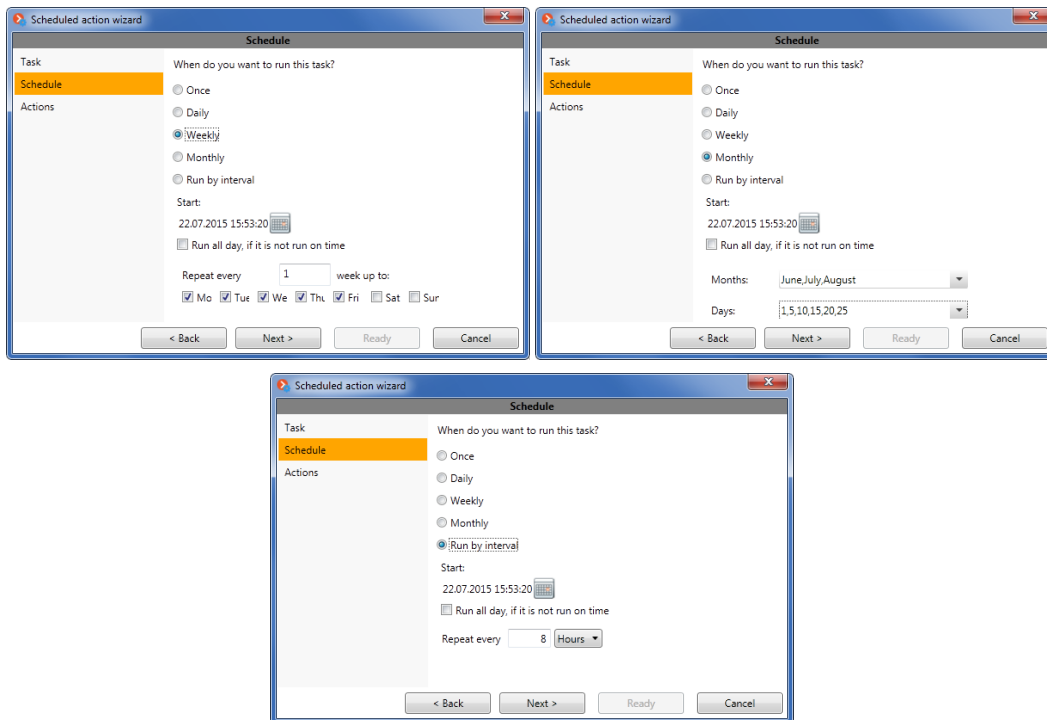 Scheduled action wizard
Schedule
Task
Schedule
Actions
When do you want to run this task?
Once
Daily
Weekly
Monthly
Run by interval
Start:
22.07.2015 15:53:20
Run all day, if it is not run on time
Repeat every 1 week up to:
Mo Tue We Thu Fri Sat Sun
< Back Next > Ready Cancel
Scheduled action wizard
Schedule
Task
Schedule
Actions
When do you want to run this task?
Once
Daily
Weekly
Monthly
Run by interval
Start:
22.07.2015 15:53:20
Run all day, if it is not run on time
Months: June,July,August
Days: 1,5,10,15,20,25
< Back Next > Ready Cancel
Scheduled action wizard
Schedule
Task
Schedule
Actions
When do you want to run this task?
Once
Daily
Weekly
Monthly
Run by interval
Start:
22.07.2015 15:53:20
Run all day, if it is not run on time
Repeat every 8 Hours
< Back Next > Ready Cancel